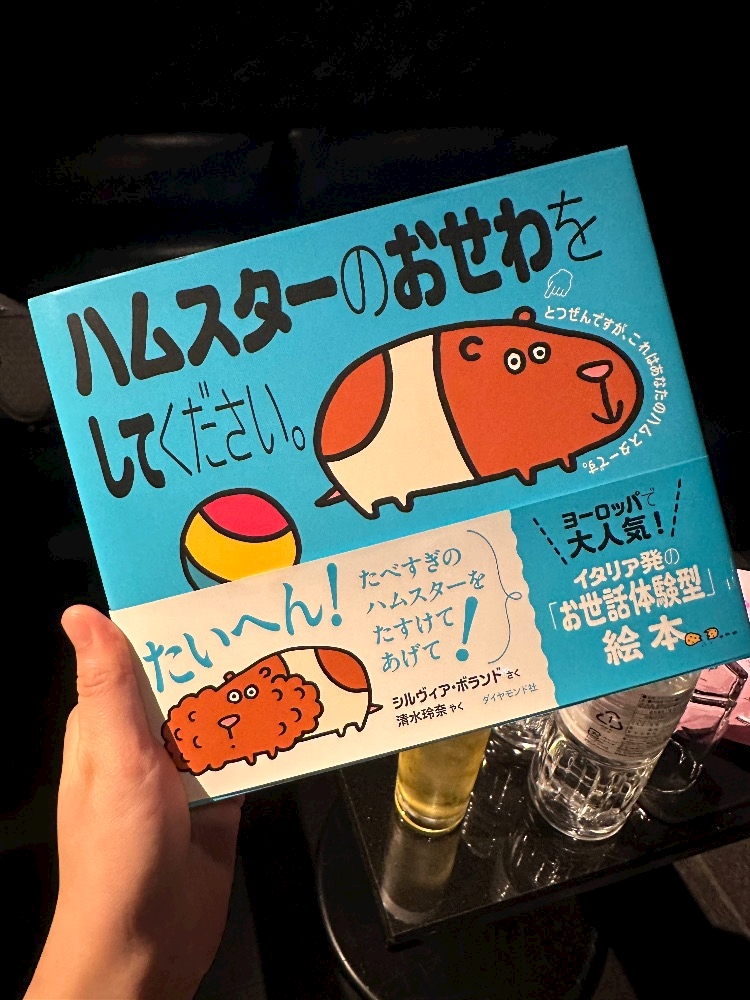 ハムスターのおせわを
してください。
とつぜんですが、これはあなたのハムスターです。
たいへん!
たべすぎの
ハムスターを
たすけて
あげて!
シルヴィア・ボランド さく
清水玲奈 やく
ダイヤモンド社
ヨーロッパで
大人気!
イタリア発の
「お世話体験型」
絵本